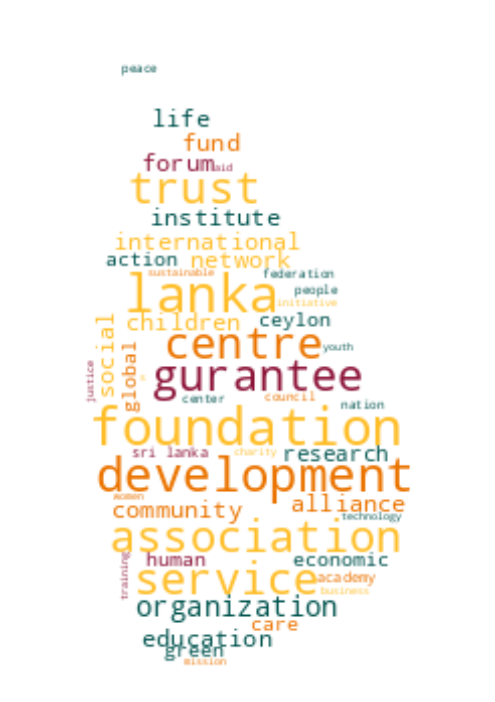 peace
life
fund
forum aid
trust
institute
international
action network
sustainable federation
lanka people
initiative
children ceylon
social
centre youth
global
justice
gurantee
x
center council
nation
foundation
sri lanka charity research
development
women
community alliance
technology
association
training
human economic
service academy
business
organization
care
education
green
mission